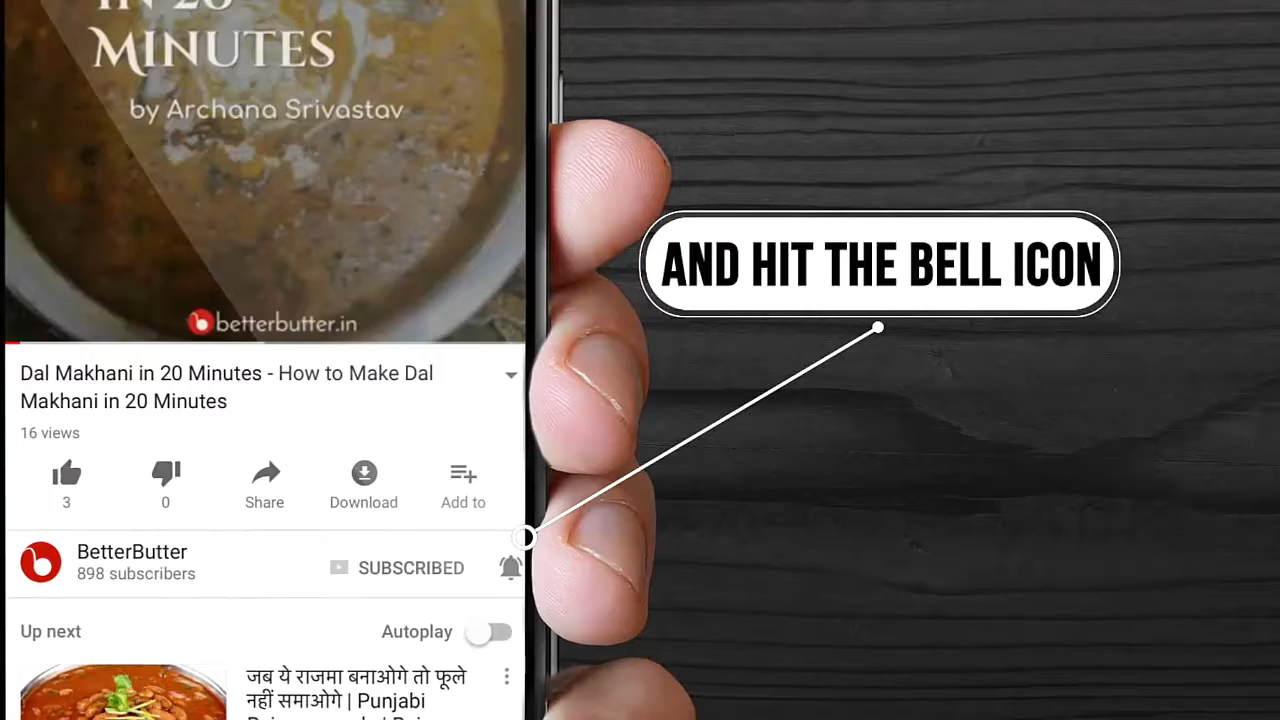 IN 20
MINUTES
by Archana Srivastav
betterbutter.in
AND HIT THE BELL ICON
Dal Makhani in 20 Minutes - How to Make Dal
Makhani in 20 Minutes
16 views
3
0
Share
Download
Add to
BetterButter
898 subscribers
SUBSCRIBED
Up next
Autoplay
जब ये राजमा बनाओगे तो फूले
नहीं समाओगे | Punjabi